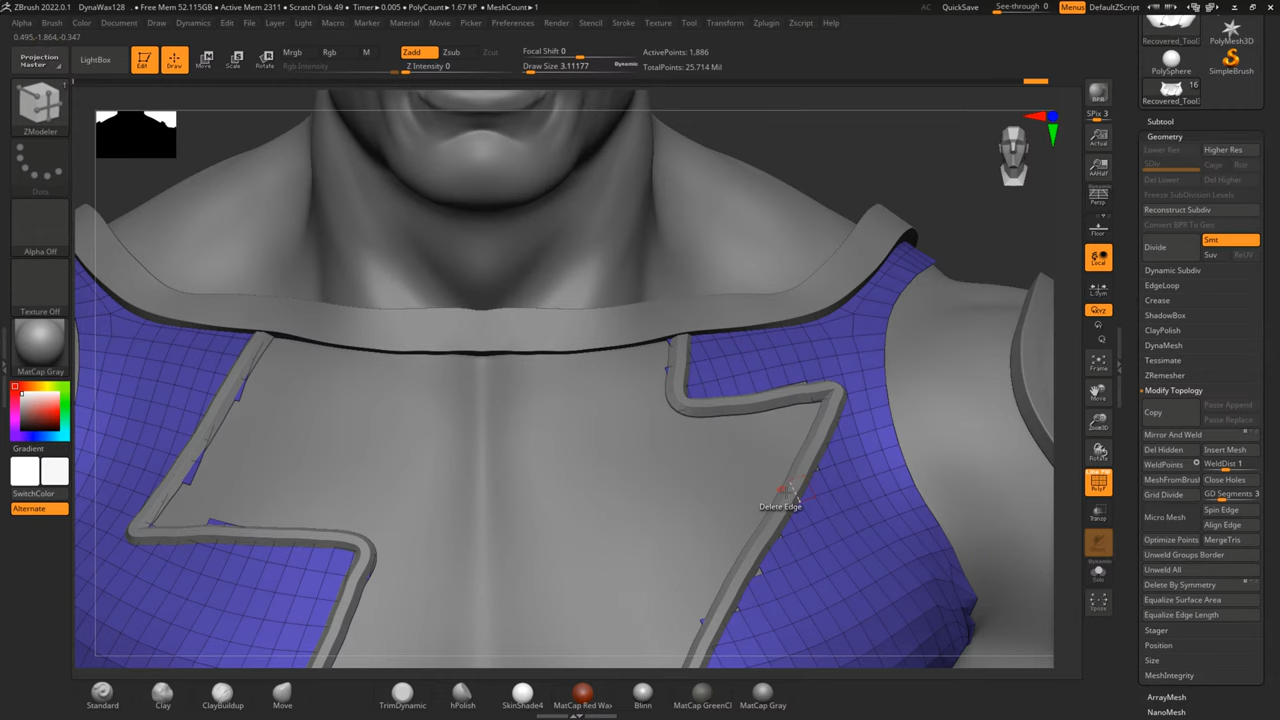 ZBrush 2022.0.1 DynaWax128 • Free Mem 52.115GB • Active Mem 2311 • Scratch Disk 49 • Timer▸0.005 • PolyCount▸1.67 KP • MeshCount▸1
AC QuickSave See-through 0 Menus DefaultZScript
Alpha Brush Color Document Draw Dynamics Edit File Layer Light Macro Marker Material Movie Picker Preferences Render Stencil Stroke Texture Tool Transform Zplugin Zscript Help
0.495,-1.864,-0.347
Projection Master
LightBox
Edit
Draw
Move
Scale
Rotate
Mrgb Rgb M
Rgb Intensity
Zadd Zsub Zcut
Z Intensity 0
Focal Shift 0
Draw Size 3.11177 Dynamic
ActivePoints: 1,886
TotalPoints: 25.714 Mil
1
ZModeler
Dots
Alpha Off
Texture Off
MatCap Gray
Gradient
SwitchColor
Alternate
Delete Edge
BPR
SPix 3
Actual
AAHalf
Dynamic
Persp
Floor
Local
L.Sym
XYZ
Frame
Move
Zoom3D
Rotate
Line Fill
PolyF
Transp
Dynamic
Solo
Xpose
Recovered_Tool3
PolyMesh3D
PolySphere
SimpleBrush
16
Recovered_Tool3
Subtool
Geometry
Lower Res Higher Res
SDiv Cage Rstr
Del Lower Del Higher
Freeze SubDivision Levels
Reconstruct Subdiv
Convert BPR To Geo
Divide
Smt
Suv ReUV
Dynamic Subdiv
EdgeLoop
Crease
ShadowBox
ClayPolish
DynaMesh
Tessimate
ZRemesher
Modify Topology
Copy
Paste Append
Paste Replace
Mirror And Weld
Del Hidden Insert Mesh
WeldPoints WeldDist 1
MeshFromBrush Close Holes
Grid Divide GD Segments 3
Micro Mesh
Spin Edge
Align Edge
Optimize Points MergeTris
Unweld Groups Border
Unweld All
Delete By Symmetry
Equalize Surface Area
Equalize Edge Length
Stager
Position
Size
MeshIntegrity
ArrayMesh
NanoMesh
Standard Clay ClayBuildup Move TrimDynamic hPolish SkinShade4 MatCap Red Wax Blinn MatCap GreenCl MatCap Gray